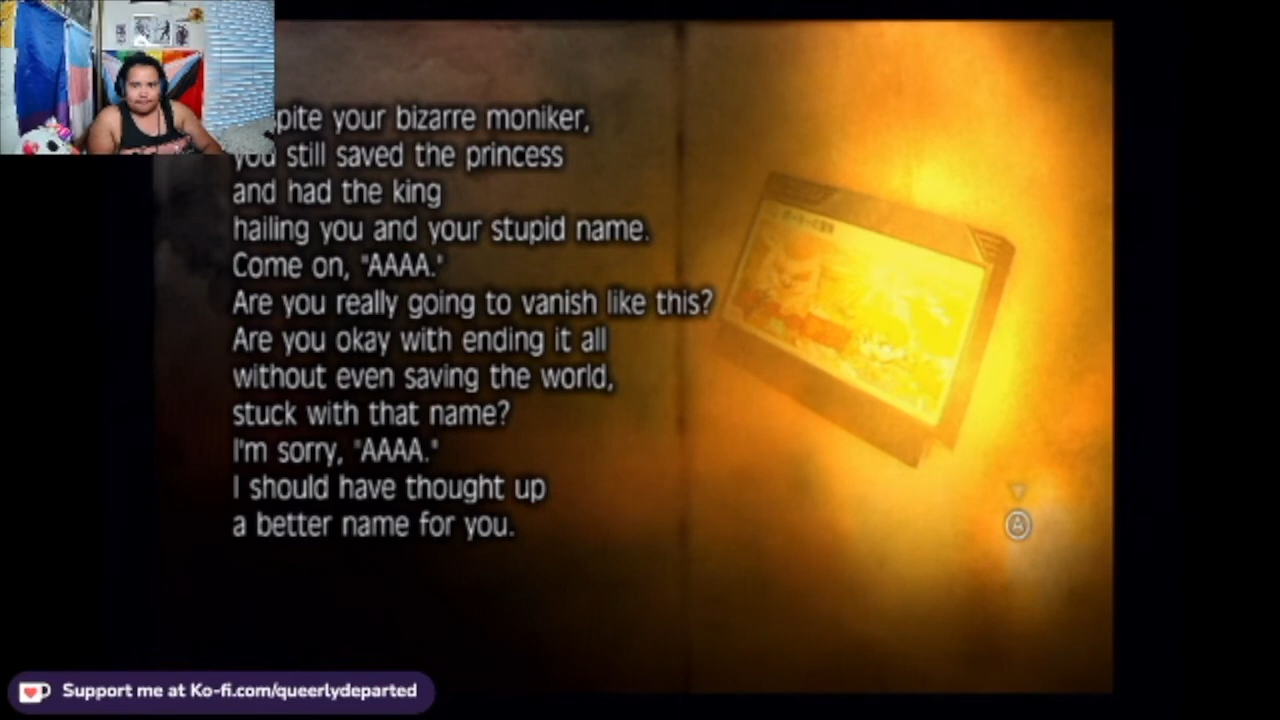 pite your bizarre moniker,
you still saved the princess
and had the king
hailing you and your stupid name.
Come on, "AAAA."
Are you really going to vanish like this?
Are you okay with ending it all
without even saving the world,
stuck with that name?
I'm sorry, "AAAA."
I should have thought up
a better name for you.
A
Support me at Ko-fi.com/queerlydeparted